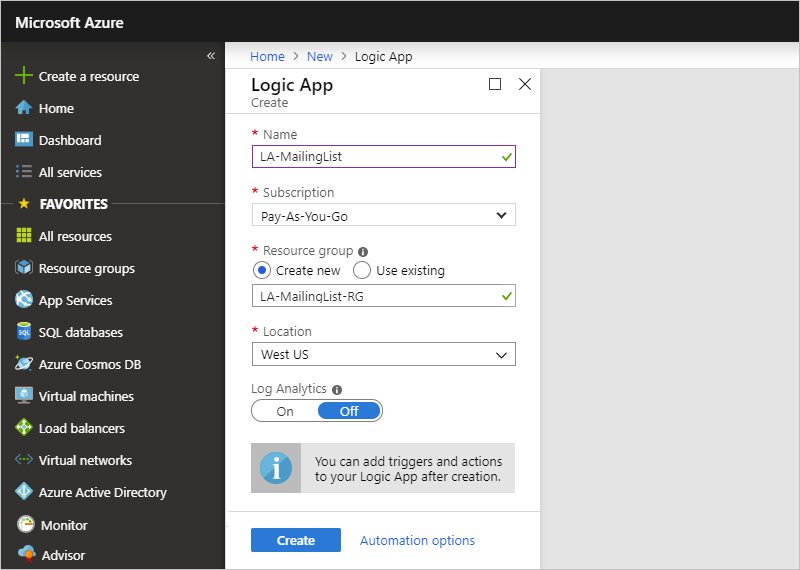 Microsoft Azure
«
Create a resource
Home
Dashboard
All services
FAVORITES
All resources
Resource groups
App Services
SQL databases
Azure Cosmos DB
Virtual machines
Load balancers
Virtual networks
Azure Active Directory
Monitor
Advisor
Home > New > Logic App
Logic App
Create
* Name
LA-MailingList
* Subscription
Pay-As-You-Go
* Resource group
Create new Use existing
LA-MailingList-RG
* Location
West US
Log Analytics
On Off
You can add triggers and actions
to your Logic App after creation.
Create Automation options